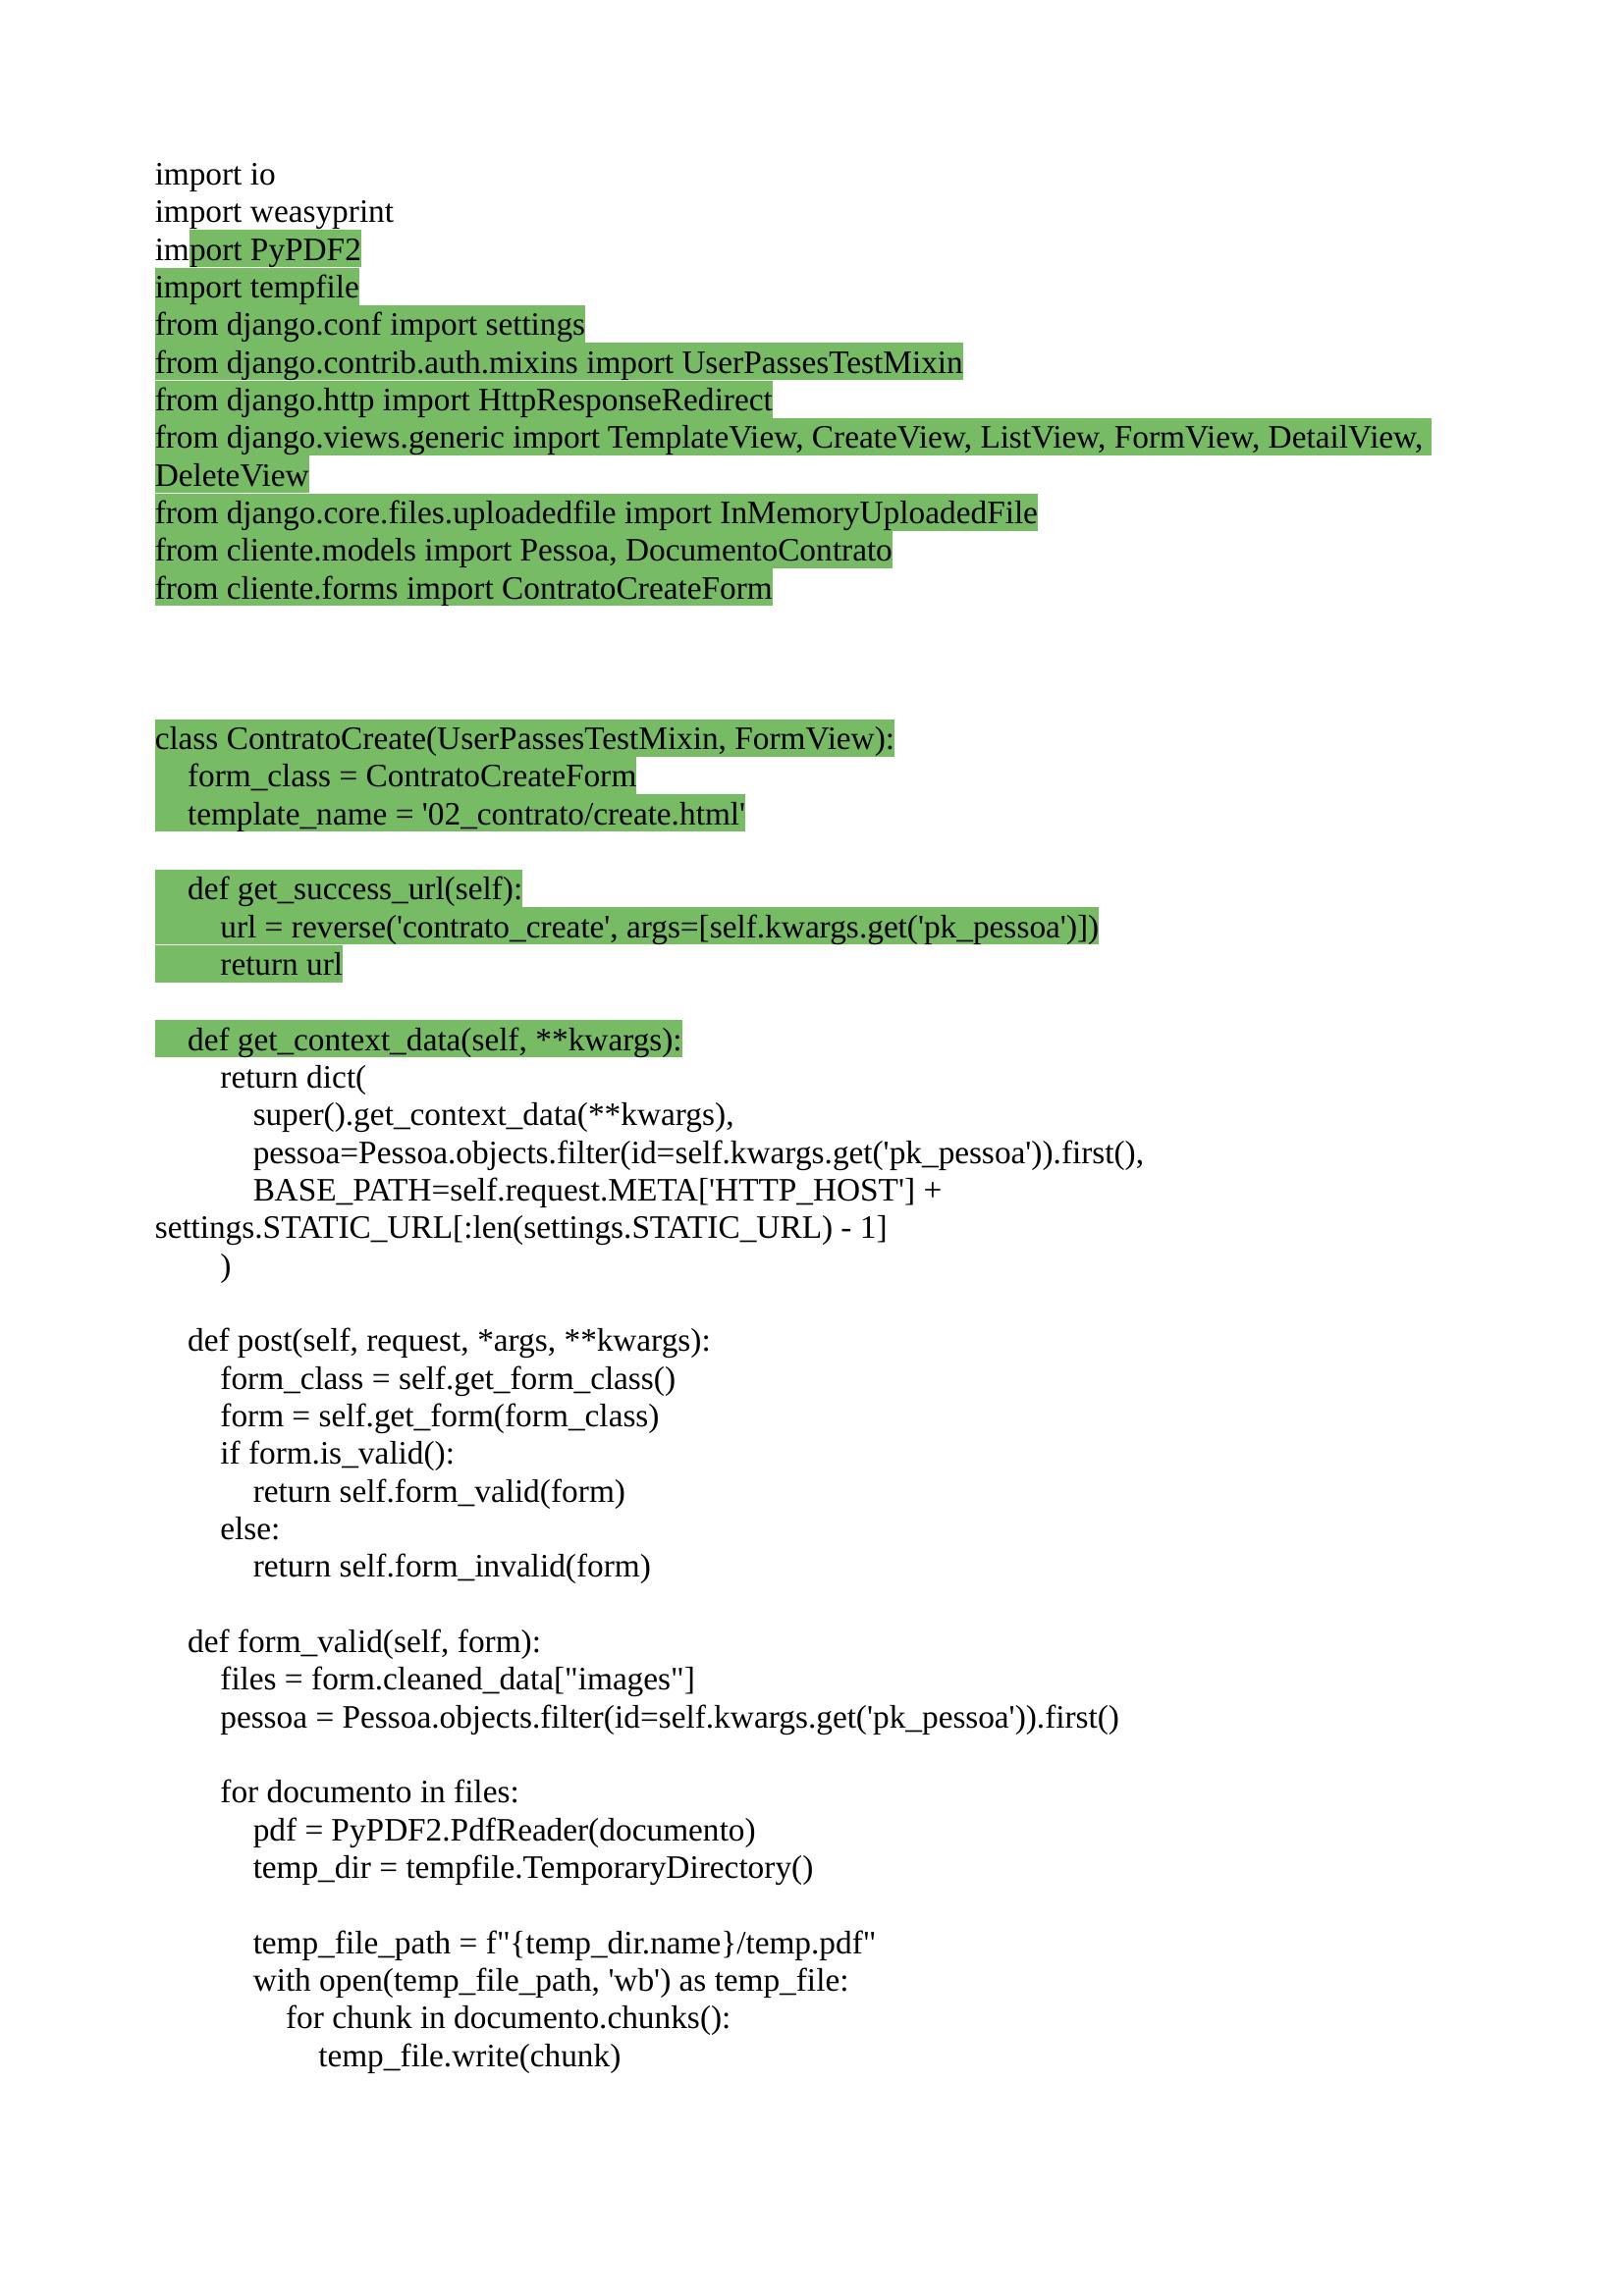 import io
import weasyprint
import PyPDF2
import tempfile
from django.conf import settings
from django.contrib.auth.mixins import UserPassesTestMixin
from django.http import HttpResponseRedirect
from django.views.generic import TemplateView, CreateView, ListView, FormView, DetailView,
DeleteView
from django.core.files.uploadedfile import InMemoryUploadedFile
from cliente.models import Pessoa, DocumentoContrato
from cliente.forms import ContratoCreateForm
class ContratoCreate(UserPassesTestMixin, FormView):
    form_class = ContratoCreateForm
    template_name = '02_contrato/create.html'
    def get_success_url(self):
        url = reverse('contrato_create', args=[self.kwargs.get('pk_pessoa')])
        return url
    def get_context_data(self, **kwargs):
        return dict(
            super().get_context_data(**kwargs),
            pessoa=Pessoa.objects.filter(id=self.kwargs.get('pk_pessoa')).first(),
            BASE_PATH=self.request.META['HTTP_HOST'] +
settings.STATIC_URL[:len(settings.STATIC_URL) - 1]
        )
    def post(self, request, *args, **kwargs):
        form_class = self.get_form_class()
        form = self.get_form(form_class)
        if form.is_valid():
            return self.form_valid(form)
        else:
            return self.form_invalid(form)
    def form_valid(self, form):
        files = form.cleaned_data["images"]
        pessoa = Pessoa.objects.filter(id=self.kwargs.get('pk_pessoa')).first()
        for documento in files:
            pdf = PyPDF2.PdfReader(documento)
            temp_dir = tempfile.TemporaryDirectory()
            temp_file_path = f"{temp_dir.name}/temp.pdf"
            with open(temp_file_path, 'wb') as temp_file:
                for chunk in documento.chunks():
                    temp_file.write(chunk)